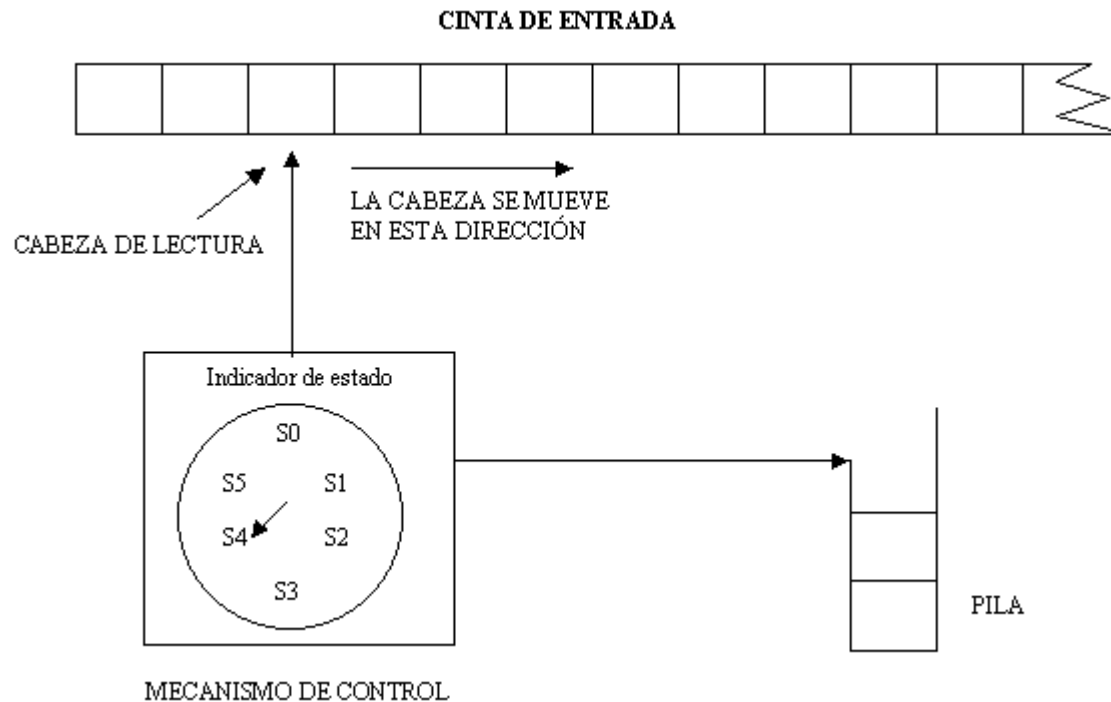 CINTA DE ENTRADA
LA CABEZA SE MUEVE
EN ESTA DIRECCIÓN
CABEZA DE LECTURA
Indicador de estado
S0
S5 S1
S4 S2
S3
PILA
MECANISMO DE CONTROL